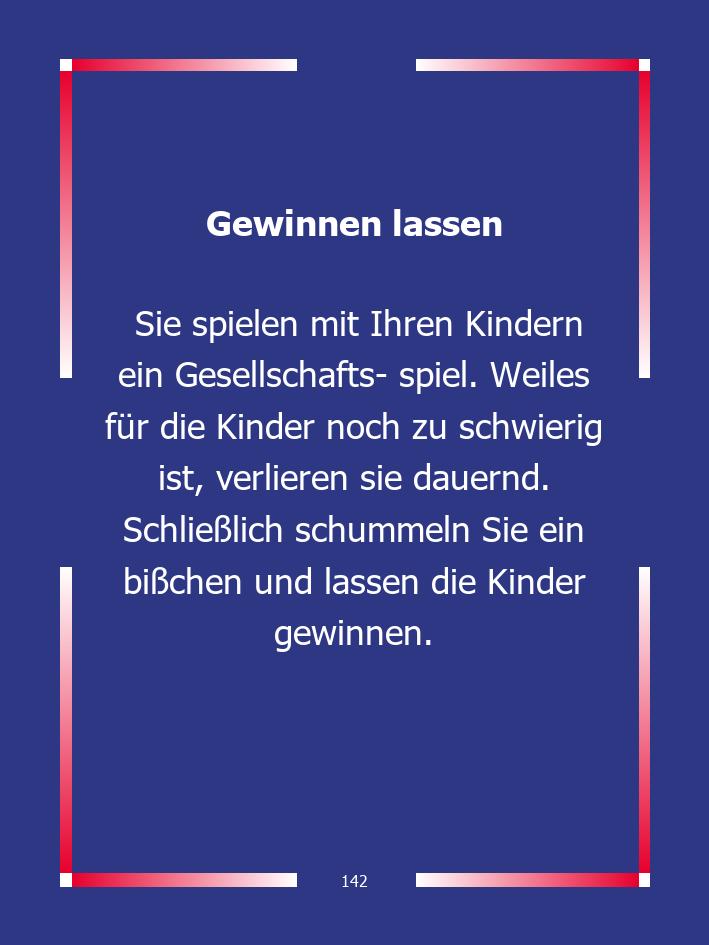 Gewinnen lassen
Sie spielen mit Ihren Kindern
ein Gesellschafts- spiel. Weiles
für die Kinder noch zu schwierig
ist, verlieren sie dauernd.
Schließlich schummeln Sie ein
bißchen und lassen die Kinder
gewinnen.
142